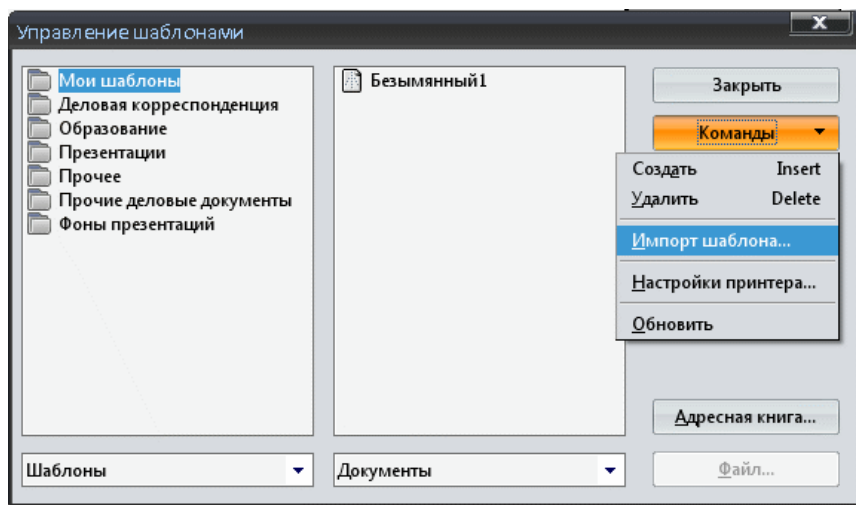 Управление шаблонами
Мои шаблоны
Деловая корреспонденция
Образование
Презентации
Прочее
Прочие деловые документы
Фоны презентаций
Безымянный1
Закрыть
Команды
Создать Insert
Удалить Delete
Импорт шаблона...
Настройки принтера...
Обновить
Адресная книга...
Шаблоны
Документы
Файл...